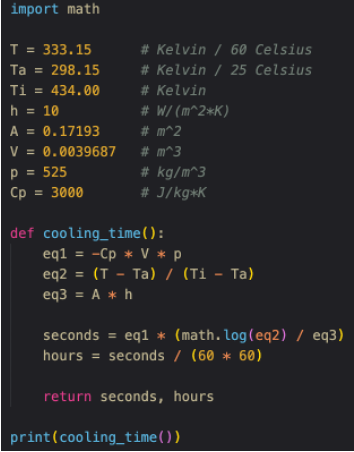 import math
T = 333.15 # Kelvin / 60 Celsius
Ta = 298.15 # Kelvin / 25 Celsius
Ti = 434.00 # Kelvin
h = 10 # W/(m^2*K)
A = 0.17193 # m^2
V = 0.0039687 # m^3
p = 525 # kg/m^3
Cp = 3000 # J/kg*K
def cooling_time():
    eq1 = -Cp * V * p
    eq2 = (T - Ta) / (Ti - Ta)
    eq3 = A * h
    seconds = eq1 * (math.log(eq2) / eq3)
    hours = seconds / (60 * 60)
    return seconds, hours
print(cooling_time())